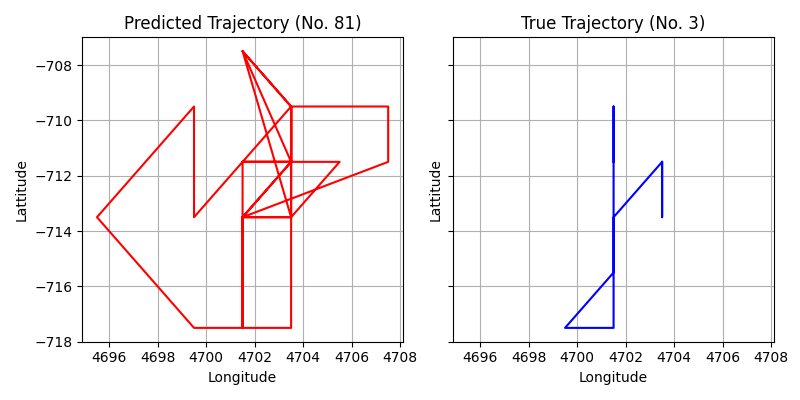 Predicted Trajectory (No. 81)
True Trajectory (No. 3)
−708
−710
−712
−714
−716
−718
Lattitude
Lattitude
4696 4698 4700 4702 4704 4706 4708
4696 4698 4700 4702 4704 4706 4708
Longitude
Longitude